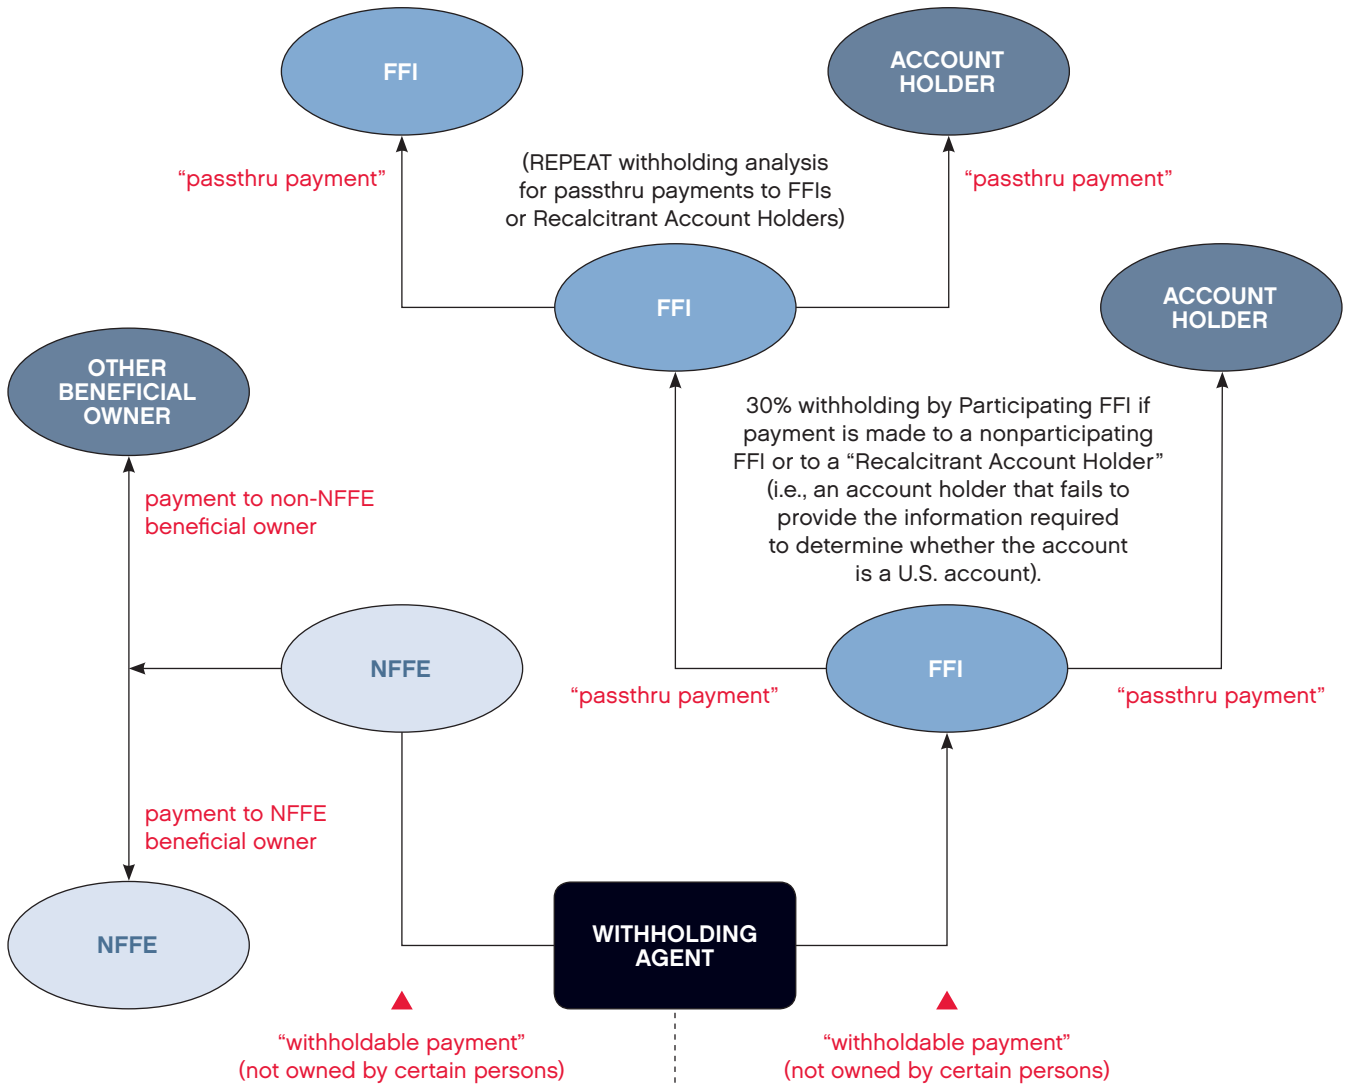 FFI
ACCOUNT
HOLDER
“passthru payment”
(REPEAT withholding analysis
for passthru payments to FFIs
or Recalcitrant Account Holders)
“passthru payment”
FFI
ACCOUNT
HOLDER
OTHER
BENEFICIAL
OWNER
30% withholding by Participating FFI if
payment is made to a nonparticipating
FFI or to a “Recalcitrant Account Holder”
(i.e., an account holder that fails to
provide the information required
to determine whether the account
is a U.S. account).
payment to non-NFFE
beneficial owner
NFFE
FFI
“passthru payment”
“passthru payment”
payment to NFFE
beneficial owner
NFFE
WITHHOLDING
AGENT
“withholdable payment”
(not owned by certain persons)
“withholdable payment”
(not owned by certain persons)